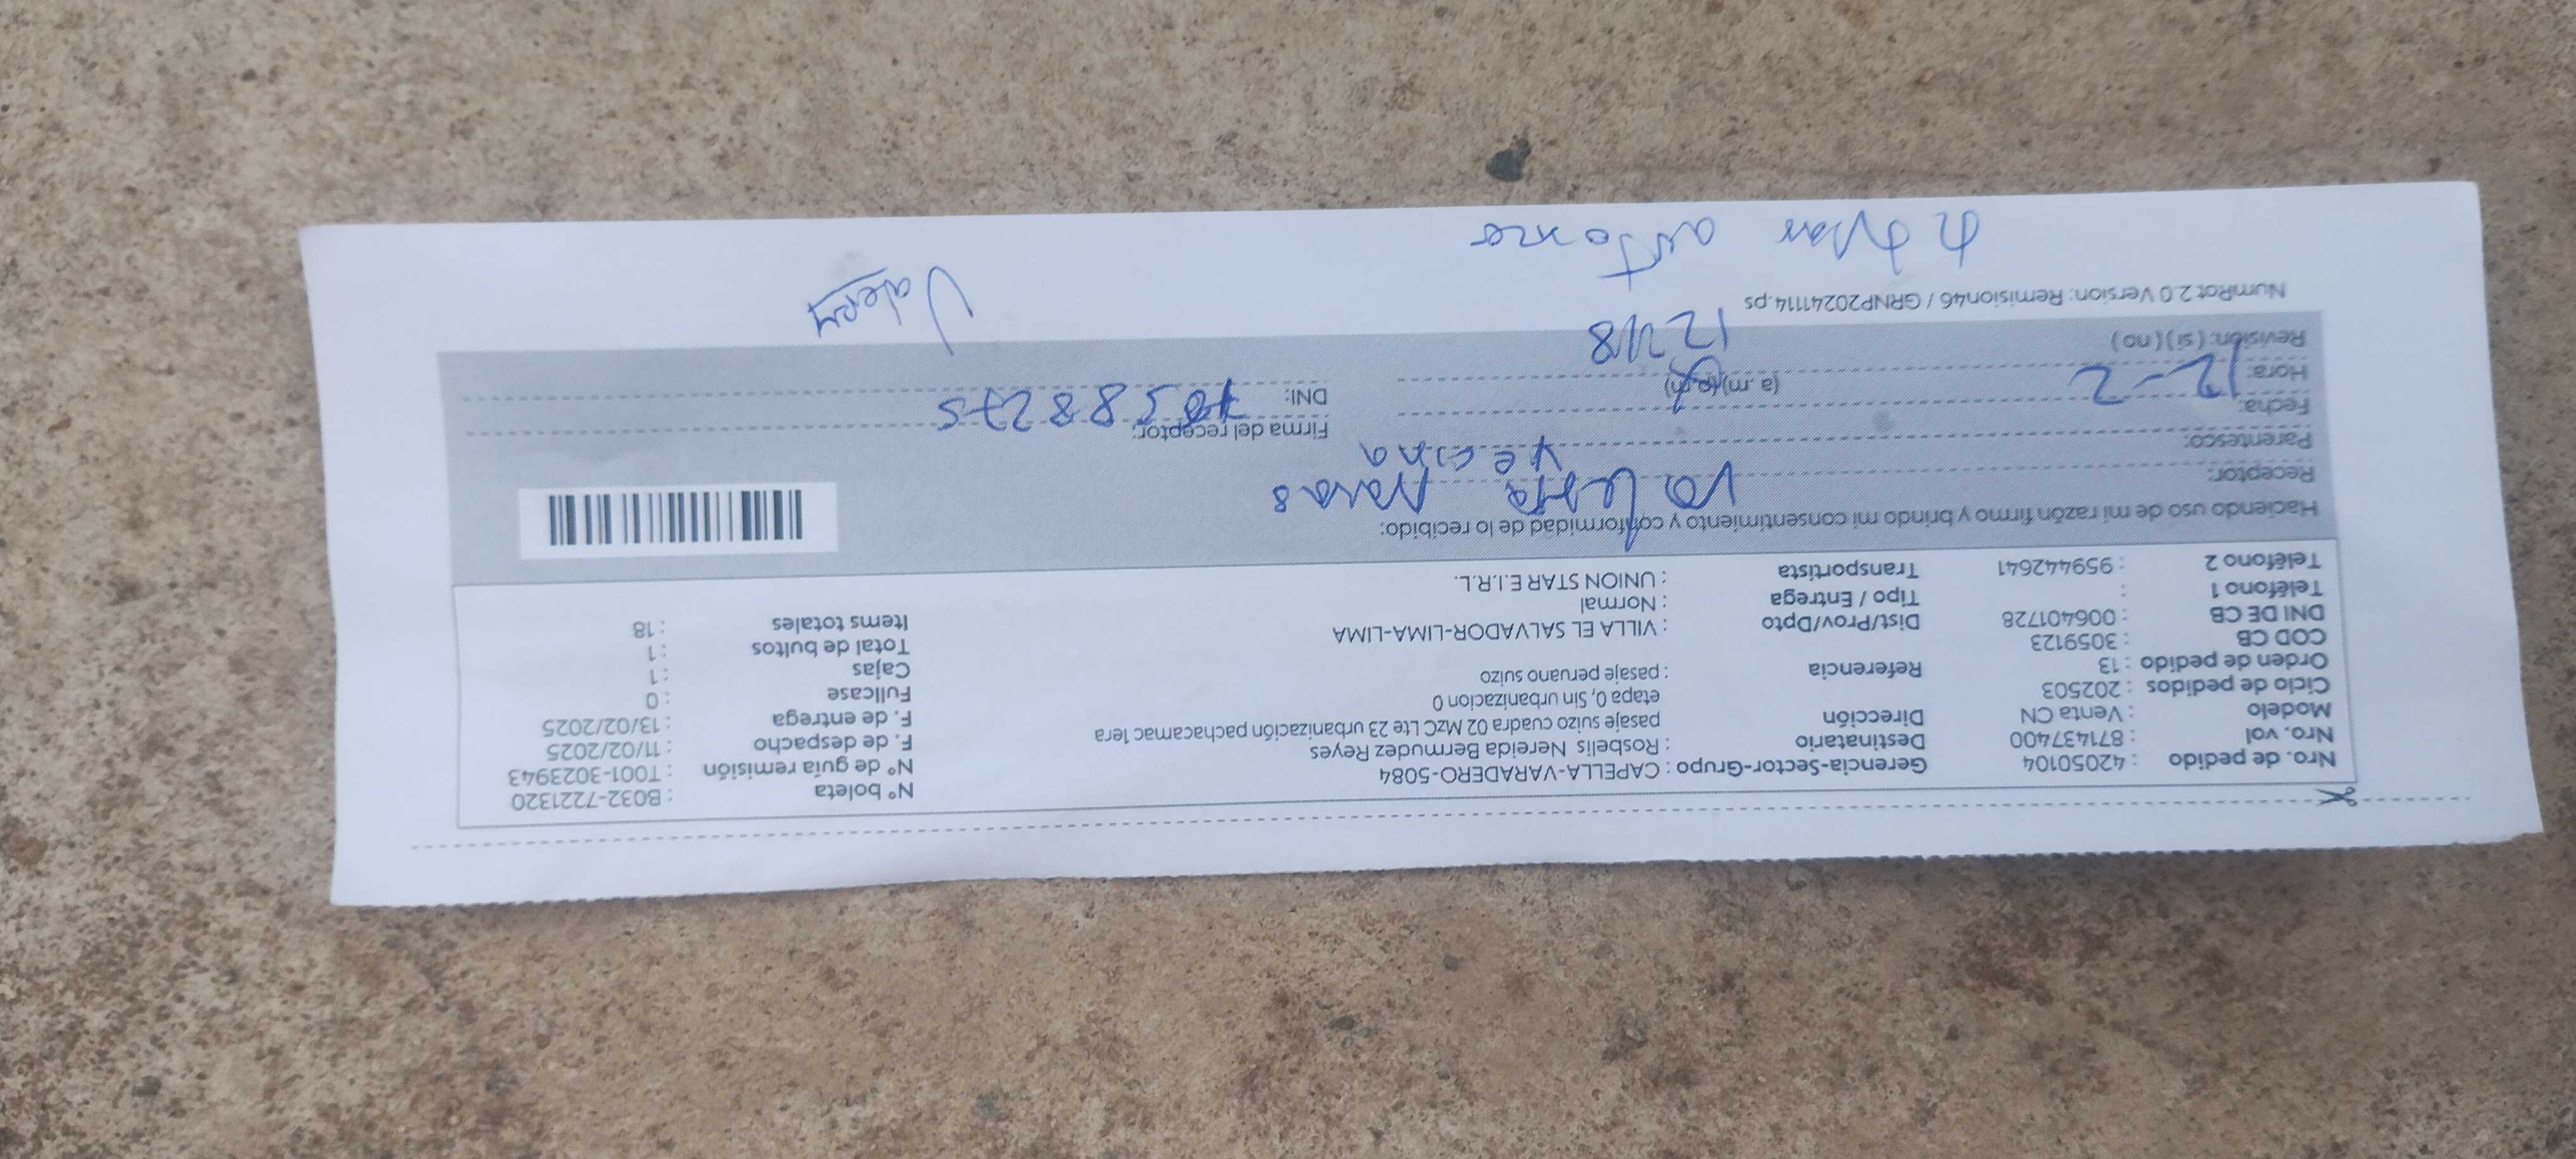 Nro. de pedido : 42050104
Nro. vol : 871437400
Modelo : Venta CN
Ciclo de pedidos : 202503
Orden de pedido : 13
COD CB : 3059123
DNI DE CB : 006401728
Teléfono 1 :
Teléfono 2 : 959442641
Gerencia-Sector-Grupo : CAPELLA-VARADERO-5084
Destinatario : Rosbelis Nereida Bermudez Reyes
Dirección pasaje suizo cuadra 02 MzC Lte 23 urbanización pachacamac 1era
etapa 0, Sin urbanizacion 0
Referencia : pasaje peruano suizo
Dist/Prov/Dpto : VILLA EL SALVADOR-LIMA-LIMA
Tipo / Entrega : Normal
Transportista : UNION STAR E.I.R.L.
N° boleta : B032-7221320
N° de guía remisión : T001-3023943
F. de despacho : 11/02/2025
F. de entrega : 13/02/2025
Fullcase : 0
Cajas : 1
Total de bultos : 1
Items totales : 18
Haciendo uso de mi razón firmo y brindo mi consentimiento y conformidad de lo recibido:
Receptor:
Parentesco: vecina
Fecha: 12-2
Hora: (a.m)(p.m)
Revisión: ( si ) ( no )
Firma del receptor:
DNI:
NumRot 2.0 Version: Remision46 / GRNP20241114.ps